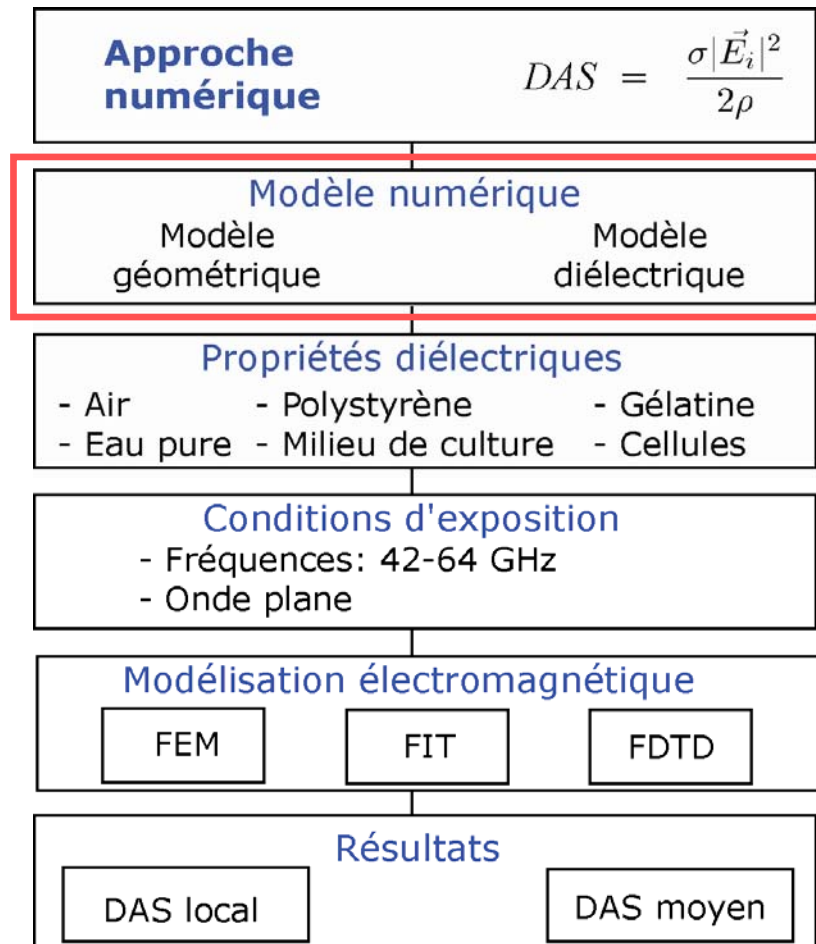 Approche
numérique
DAS = σ|E⃗ᵢ|² / 2ρ
Modèle numérique
Modèle géométrique
Modèle diélectrique
Propriétés diélectriques
- Air - Polystyrène - Gélatine
- Eau pure - Milieu de culture - Cellules
Conditions d'exposition
- Fréquences: 42-64 GHz
- Onde plane
Modélisation électromagnétique
FEM FIT FDTD
Résultats
DAS local DAS moyen